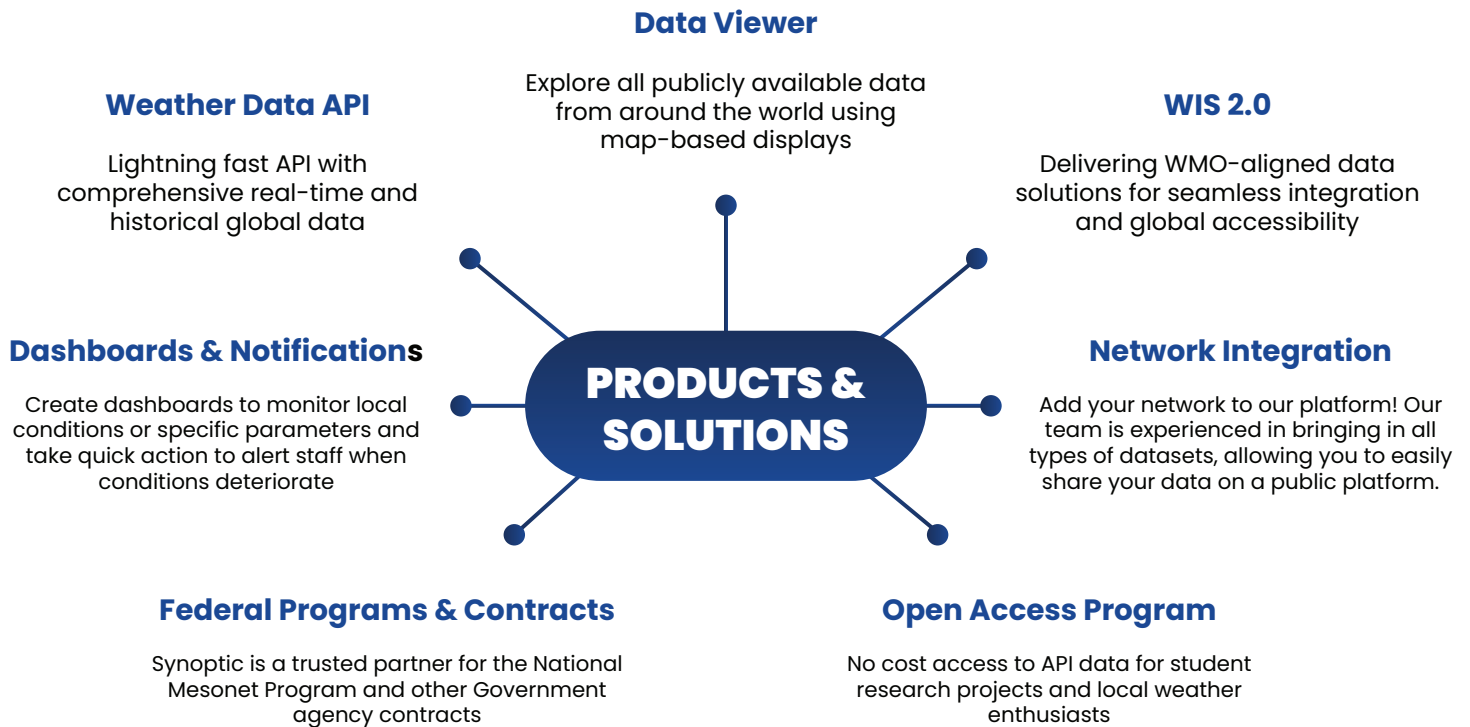 Data Viewer
Explore all publicly available data
from around the world using
map-based displays
Weather Data API
Lightning fast API with
comprehensive real-time and
historical global data
WIS 2.0
Delivering WMO-aligned data
solutions for seamless integration
and global accessibility
Dashboards & Notifications
Create dashboards to monitor local
conditions or specific parameters and
take quick action to alert staff when
conditions deteriorate
PRODUCTS &
SOLUTIONS
Network Integration
Add your network to our platform! Our
team is experienced in bringing in all
types of datasets, allowing you to easily
share your data on a public platform.
Federal Programs & Contracts
Synoptic is a trusted partner for the National
Mesonet Program and other Government
agency contracts
Open Access Program
No cost access to API data for student
research projects and local weather
enthusiasts